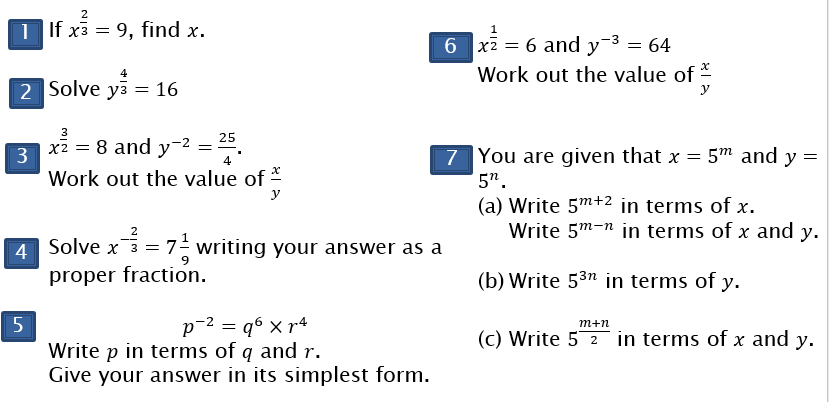 1 If x^(2/3) = 9, find x.
2 Solve y^(4/3) = 16
3 x^(3/2) = 8 and y^(−2) = 25/4.
Work out the value of x/y
4 Solve x^(−2/3) = 7 1/9 writing your answer as a
proper fraction.
5 p^(−2) = q^6 × r^4
Write p in terms of q and r.
Give your answer in its simplest form.
6 x^(1/2) = 6 and y^(−3) = 64
Work out the value of x/y
7 You are given that x = 5^m and y =
5^n.
(a) Write 5^(m+2) in terms of x.
Write 5^(m−n) in terms of x and y.
(b) Write 5^(3n) in terms of y.
(c) Write 5^((m+n)/2) in terms of x and y.